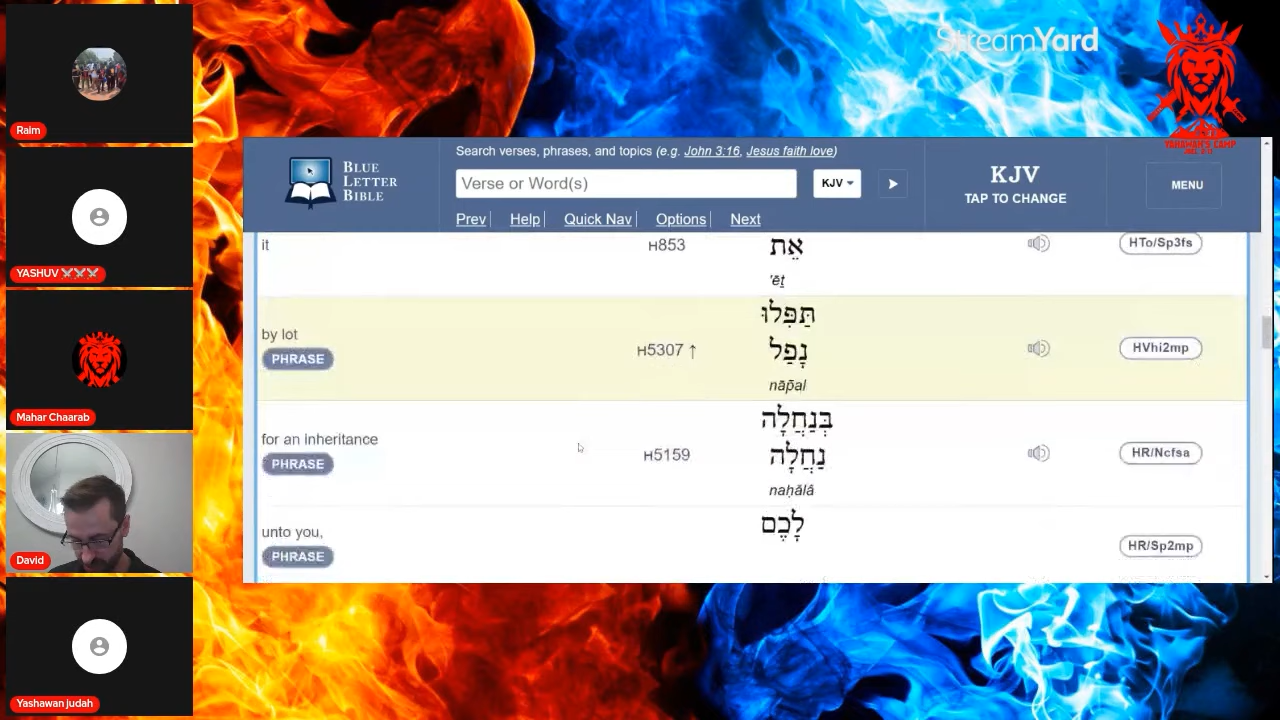 StreamYard
YAHAWAH'S CAMP
Raim
YASHUV ⚔⚔⚔
Mahar Chaarab
David
Yashawan judah
BLUE
LETTER
BIBLE
Search verses, phrases, and topics (e.g. John 3:16, Jesus faith love)
Verse or Word(s)
KJV
KJV
TAP TO CHANGE
MENU
Prev | Help | Quick Nav | Options | Next
it H853 אֵת HTo/Sp3fs
'ēṯ
תַּפִּלוּ
by lot
PHRASE H5307 ↑ נָפַל HVhi2mp
nāp̄al
בְּנַחֲלָה
for an inheritance
PHRASE H5159 נַחֲלָה HR/Ncfsa
naḥălâ
לָכֶם
unto you,
PHRASE HR/Sp2mp